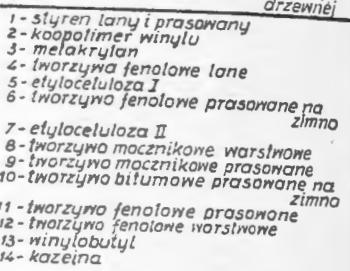 drzewnej
1 - styren lany i prasowany
2 - koopolimer winylu
3 - melakrylan
4 - tworzywa fenolowe lane
5 - etyloceluloza I
6 - tworzywo fenolowe prasowane na
zimno
7 - etyloceluloza II
8 - tworzywo mocznikowe warstwowe
9 - tworzywo mocznikowe prasowane
10 - tworzywo bitumowe prasowane na
zimno
11 - tworzywo fenolowe prasowone
12 - tworzywo fenolowe warstwowe
13 - winylobutyl
14 - kazeina